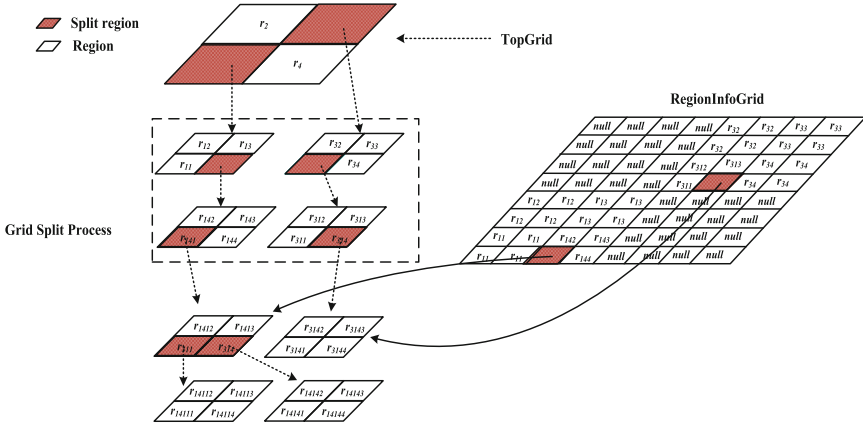 Split region
Region
r2
r4
TopGrid
RegionInfoGrid
r12 r13
r11
r32 r33
r34
Grid Split Process
r142 r143
r141 r144
r312 r313
r311 r314
null null null null r32 r32 r33 r33
null null null null r32 r32 r33 r33
null null null null r312 r313 r34 r34
null null null null r311 r34 r34
r12 r12 r13 r13 null null null null
r12 r12 r13 r13 null null null null
r11 r11 r142 r143 null null null null
r11 r11 r144 null null null null
r1412 r1413
r3142 r3143
r3141 r3144
r14112 r14113
r14111 r14114
r14142 r14143
r14141 r14144